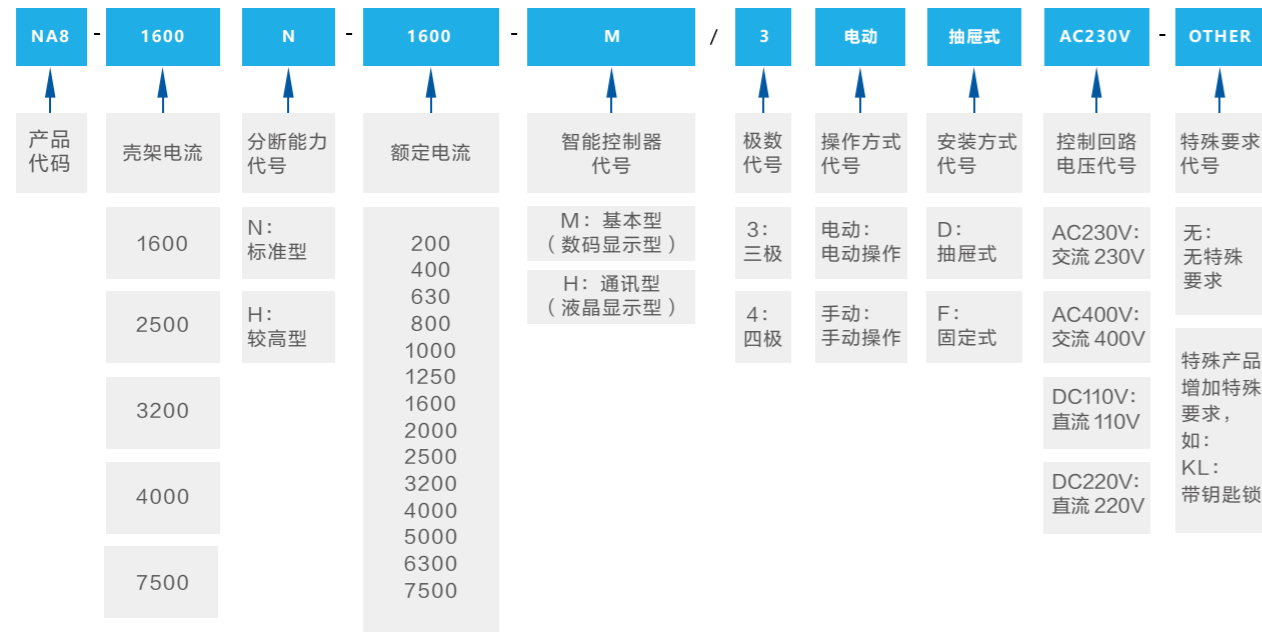 NA8 - 1600 N - 1600 - M / 3 电动 抽屉式 AC230V - OTHER
产品
代码
壳架电流
分断能力
代号
额定电流
智能控制器
代号
极数
代号
操作方式
代号
安装方式
代号
控制回路
电压代号
特殊要求
代号
1600
2500
3200
4000
7500
N:
标准型
H:
较高型
200
400
630
800
1000
1250
1600
2000
2500
3200
4000
5000
6300
7500
M: 基本型
(数码显示型)
H: 通讯型
(液晶显示型)
3:
三极
4:
四极
电动:
电动操作
手动:
手动操作
D:
抽屉式
F:
固定式
AC230V:
交流 230V
AC400V:
交流 400V
DC110V:
直流 110V
DC220V:
直流 220V
无:
无特殊
要求
特殊产品
增加特殊
要求,
如:
KL:
带钥匙锁